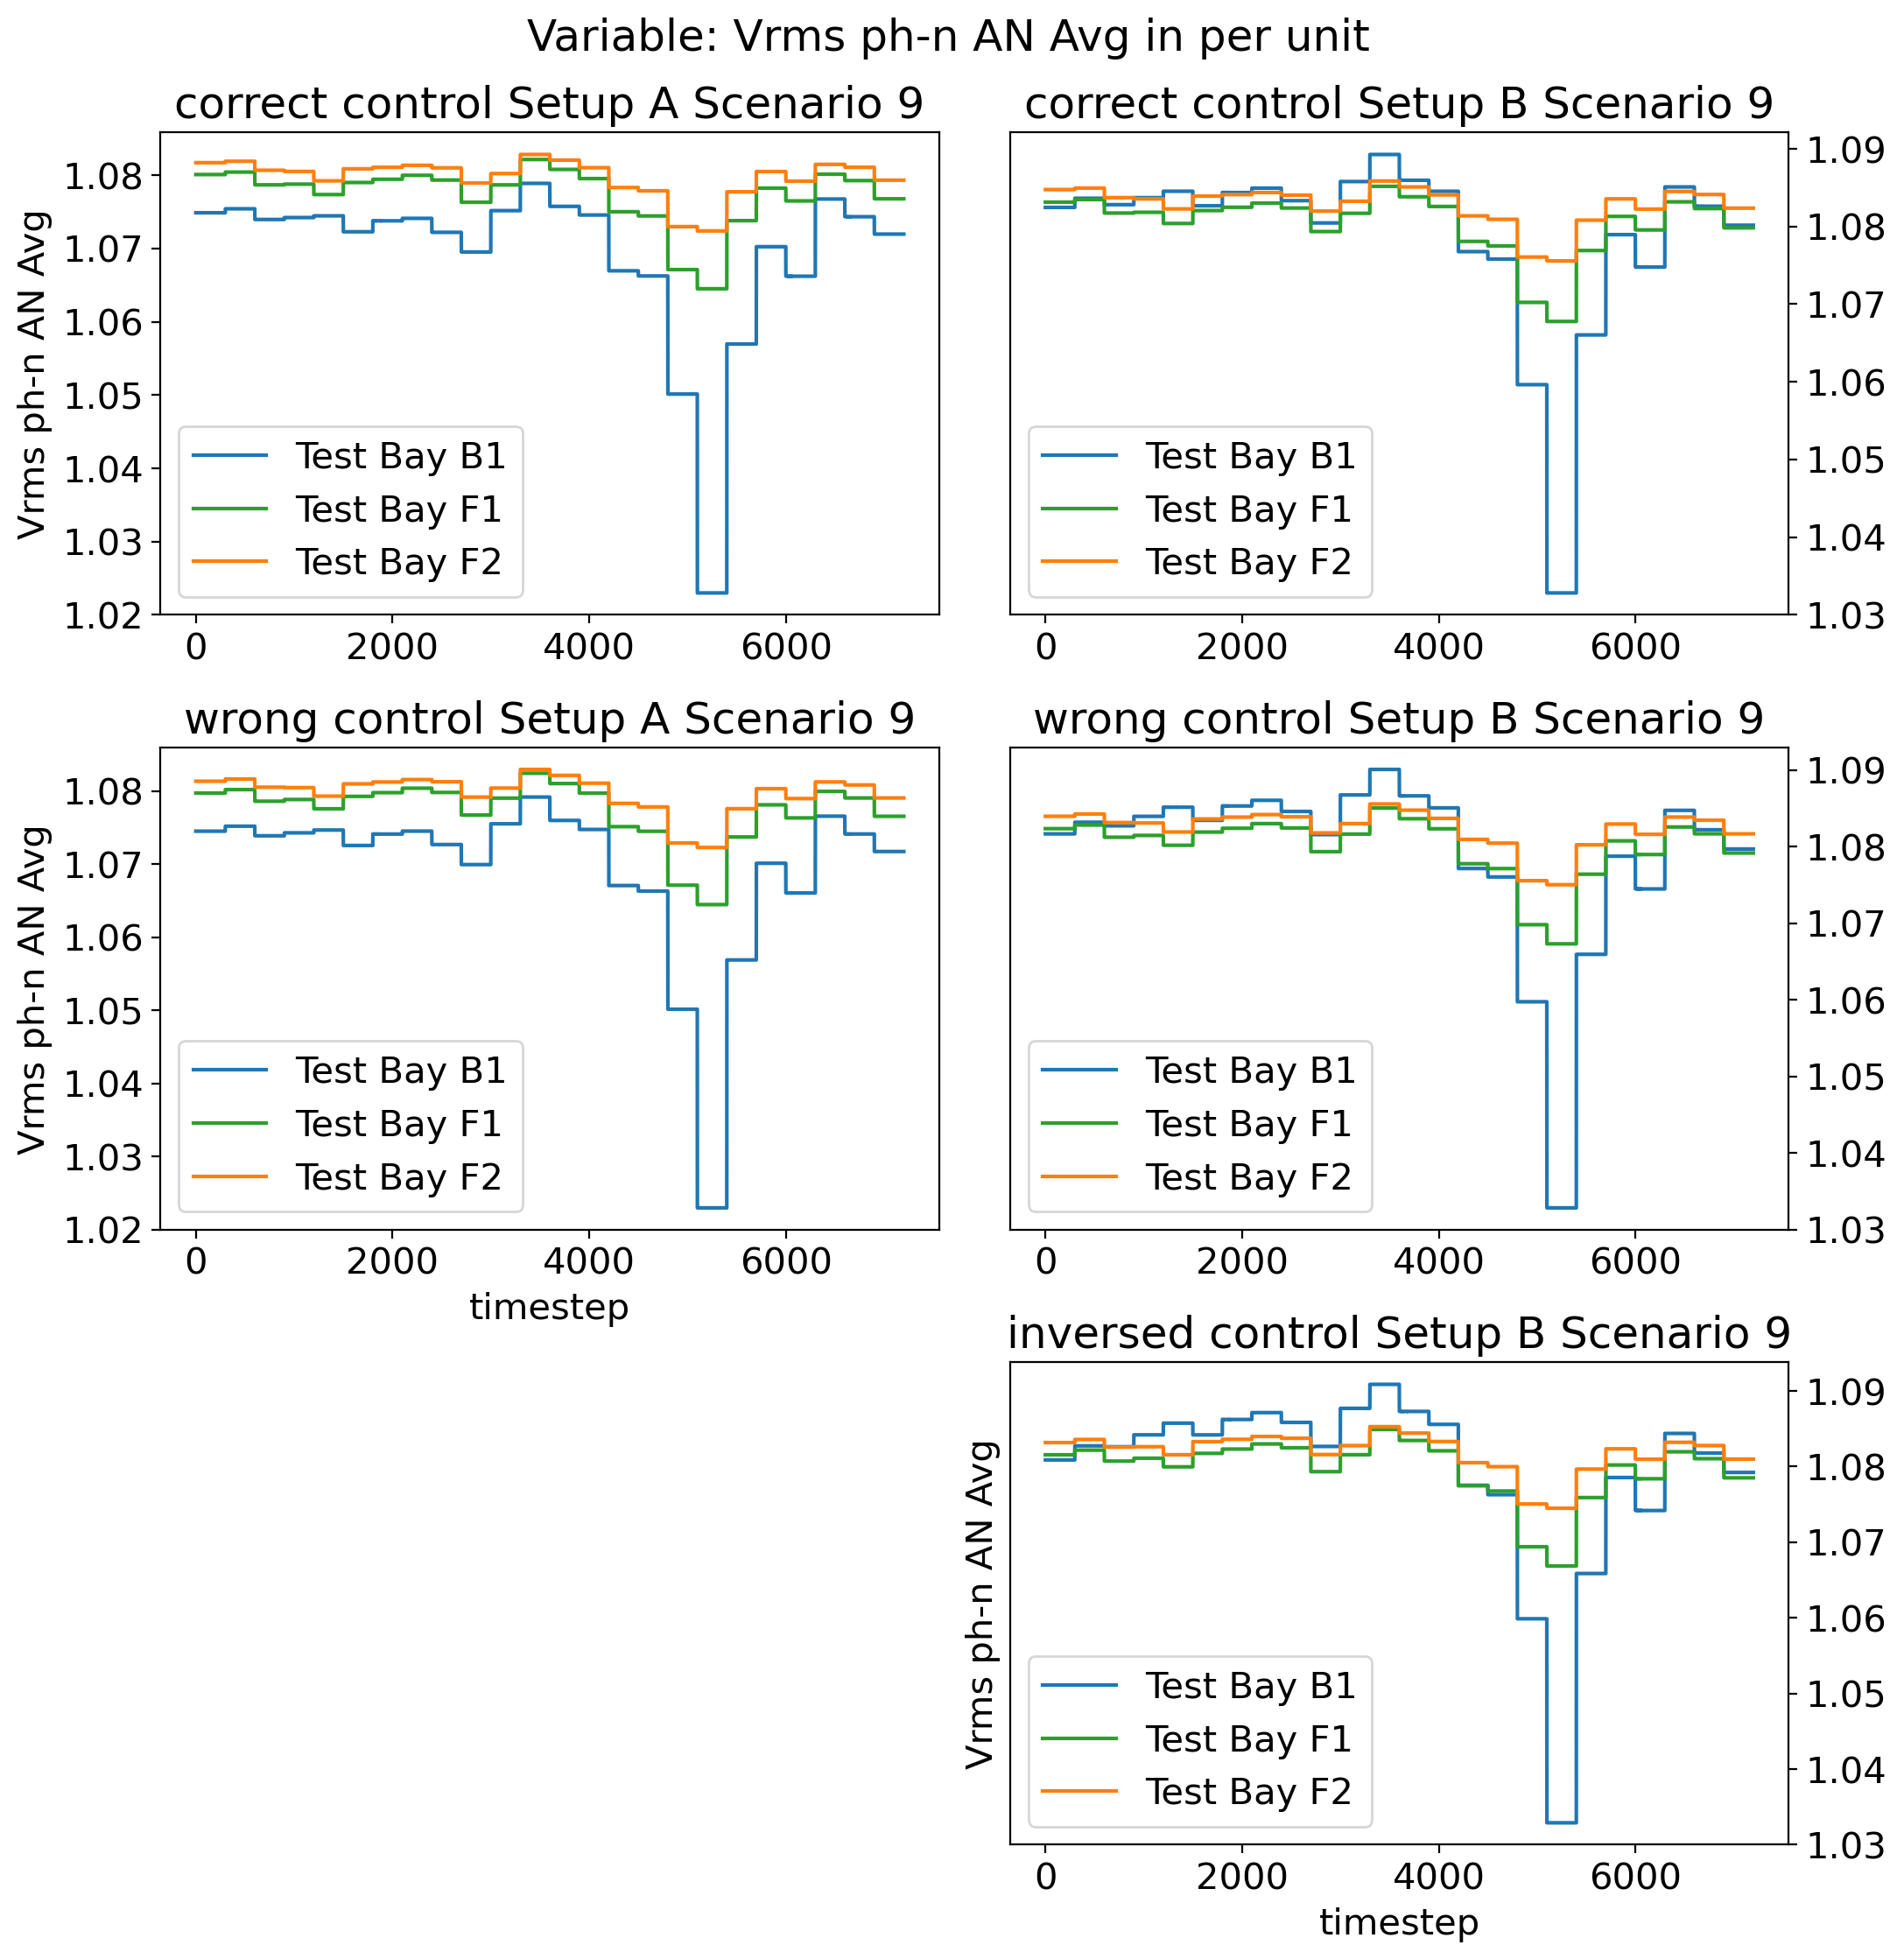 Variable: Vrms ph-n AN Avg in per unit
correct control Setup A Scenario 9
Vrms ph-n AN Avg
1.08
1.07
1.06
1.05
1.04
1.03
1.02
Test Bay B1
Test Bay F1
Test Bay F2
0 2000 4000 6000
correct control Setup B Scenario 9
1.09
1.08
1.07
1.06
1.05
1.04
1.03
Test Bay B1
Test Bay F1
Test Bay F2
0 2000 4000 6000
wrong control Setup A Scenario 9
Vrms ph-n AN Avg
1.08
1.07
1.06
1.05
1.04
1.03
1.02
Test Bay B1
Test Bay F1
Test Bay F2
0 2000 4000 6000
timestep
wrong control Setup B Scenario 9
1.09
1.08
1.07
1.06
1.05
1.04
1.03
Test Bay B1
Test Bay F1
Test Bay F2
0 2000 4000 6000
inversed control Setup B Scenario 9
Vrms ph-n AN Avg
1.09
1.08
1.07
1.06
1.05
1.04
1.03
Test Bay B1
Test Bay F1
Test Bay F2
0 2000 4000 6000
timestep